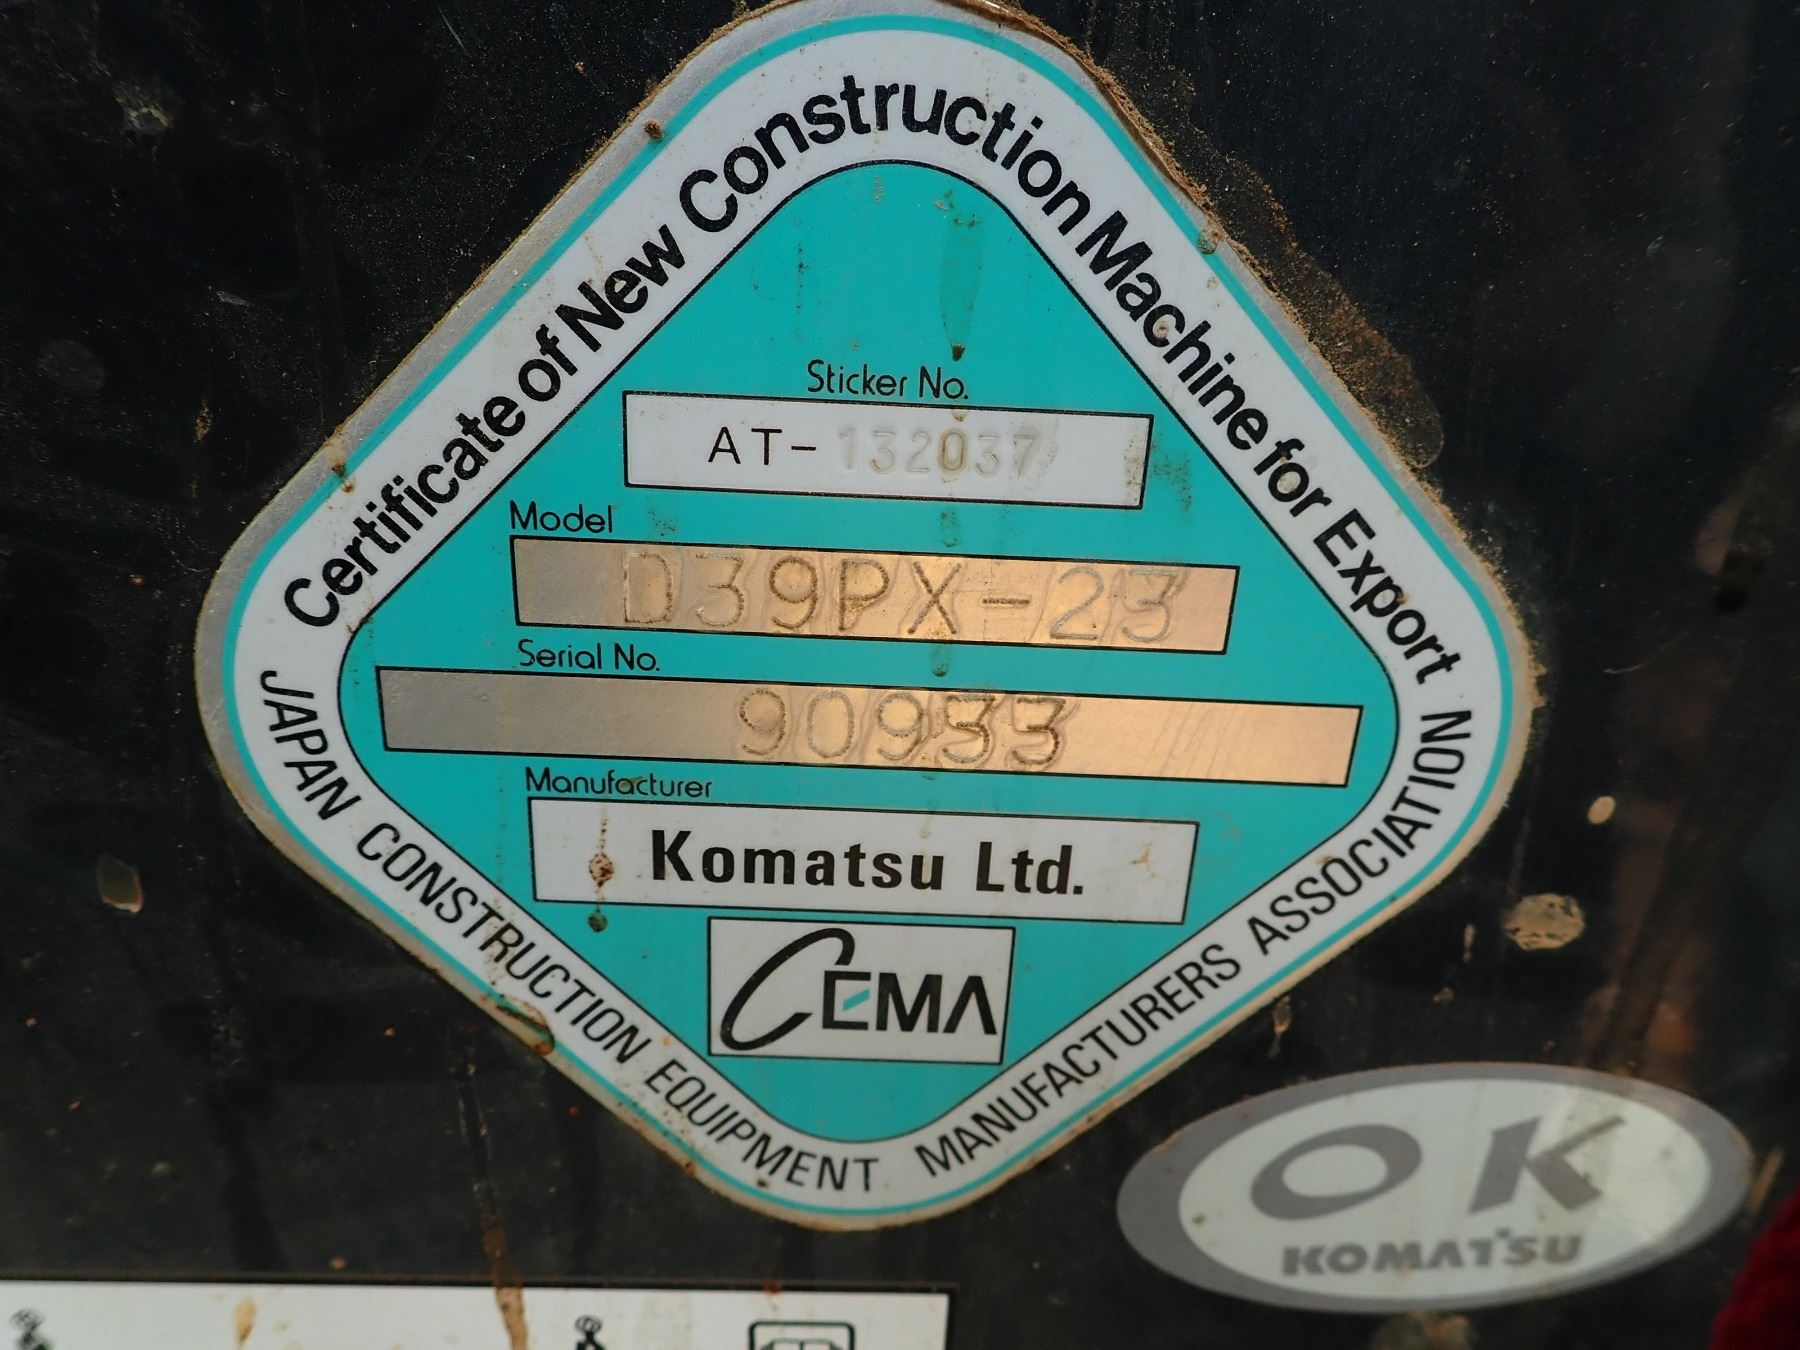 Certificate of New Construction Machine for Export
Sticker No.
AT-132037
Model
D39PX-23
Serial No.
90933
Manufacturer
Komatsu Ltd.
CEMA
JAPAN CONSTRUCTION EQUIPMENT MANUFACTURERS ASSOCIATION
OK
KOMATSU